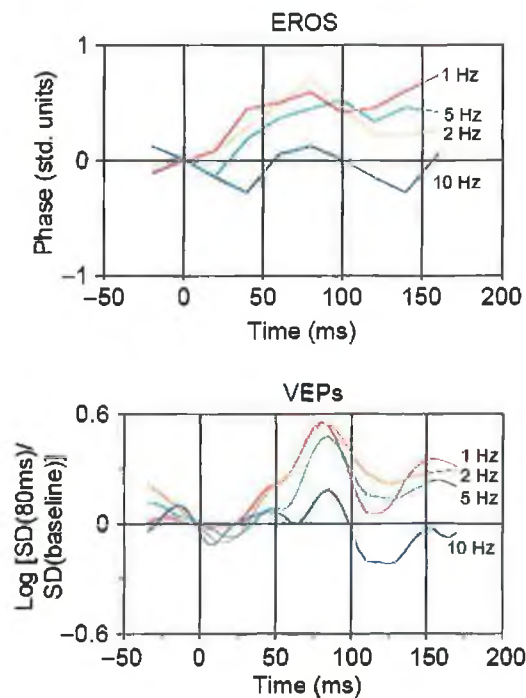 EROS
1
0
−1
Phase (std. units)
1 Hz
5 Hz
2 Hz
10 Hz
−50 0 50 100 150 200
Time (ms)
VEPs
0.6
0
−0.6
Log [SD(80ms)/
SD(baseline)]
1 Hz
2 Hz
5 Hz
10 Hz
−50 0 50 100 150 200
Time (ms)